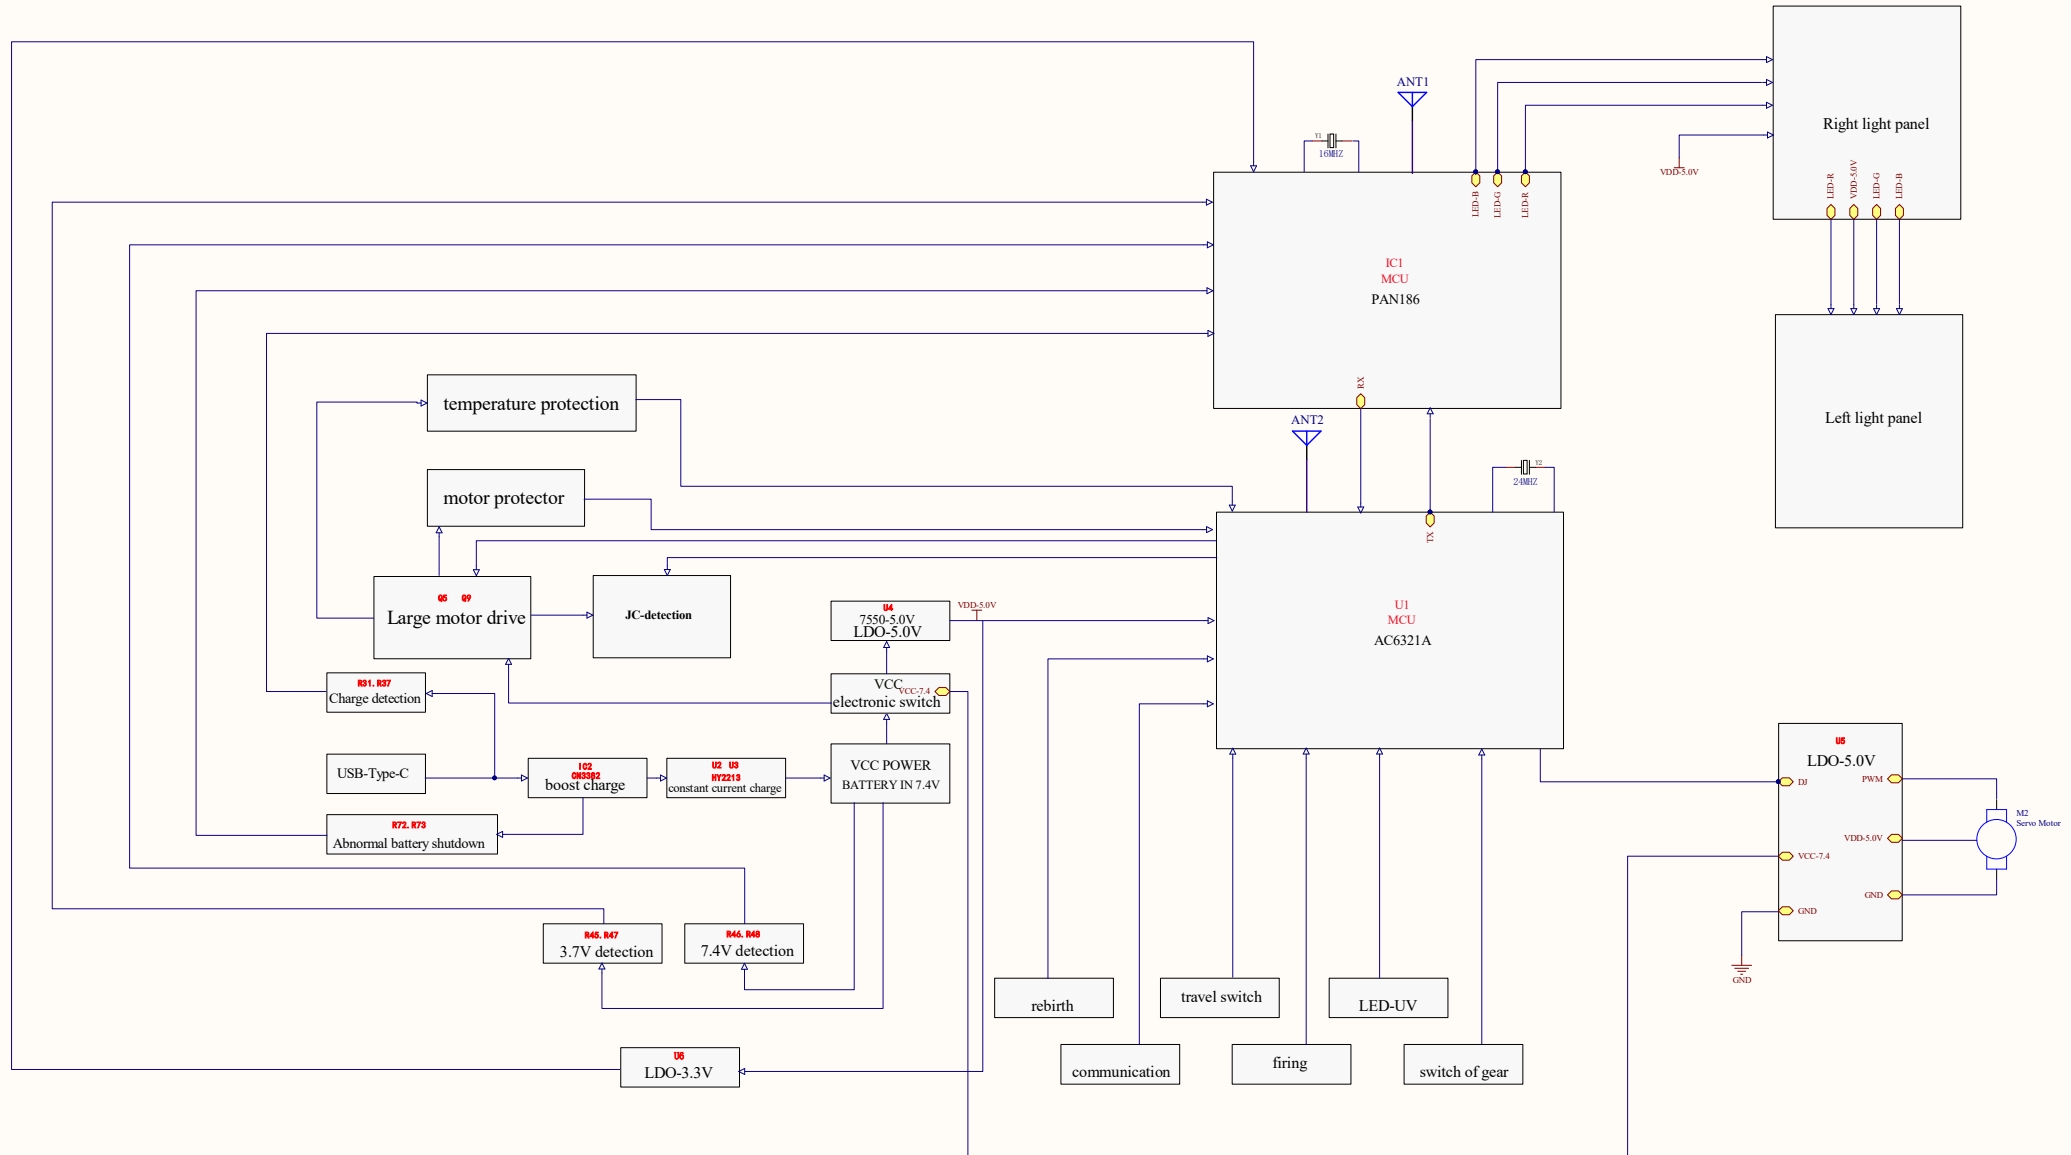 ANT1
Y1
16MHZ
LED-B
LED-G
LED-R
IC1
MCU
PAN186
RX
Right light panel
VDD-5.0V
LED-R
VDD-5.0V
LED-G
LED-B
Left light panel
temperature protection
motor protector
Q5 Q9
Large motor drive
JC-detection
ANT2
Y2
24MHZ
TX
U1
MCU
AC6321A
U4
7550-5.0V
LDO-5.0V
VDD-5.0V
VCC
VCC-7.4
electronic switch
R31.R37
Charge detection
USB-Type-C
IC2
CN3302
boost charge
U2 U3
HY2213
constant current charge
VCC POWER
BATTERY IN 7.4V
R72.R73
Abnormal battery shutdown
R45.R47
3.7V detection
R46.R48
7.4V detection
U6
LDO-3.3V
rebirth
communication
travel switch
firing
LED-UV
switch of gear
U5
LDO-5.0V
DJ
PWM
VDD-5.0V
VCC-7.4
GND
GND
GND
M2
Servo Motor